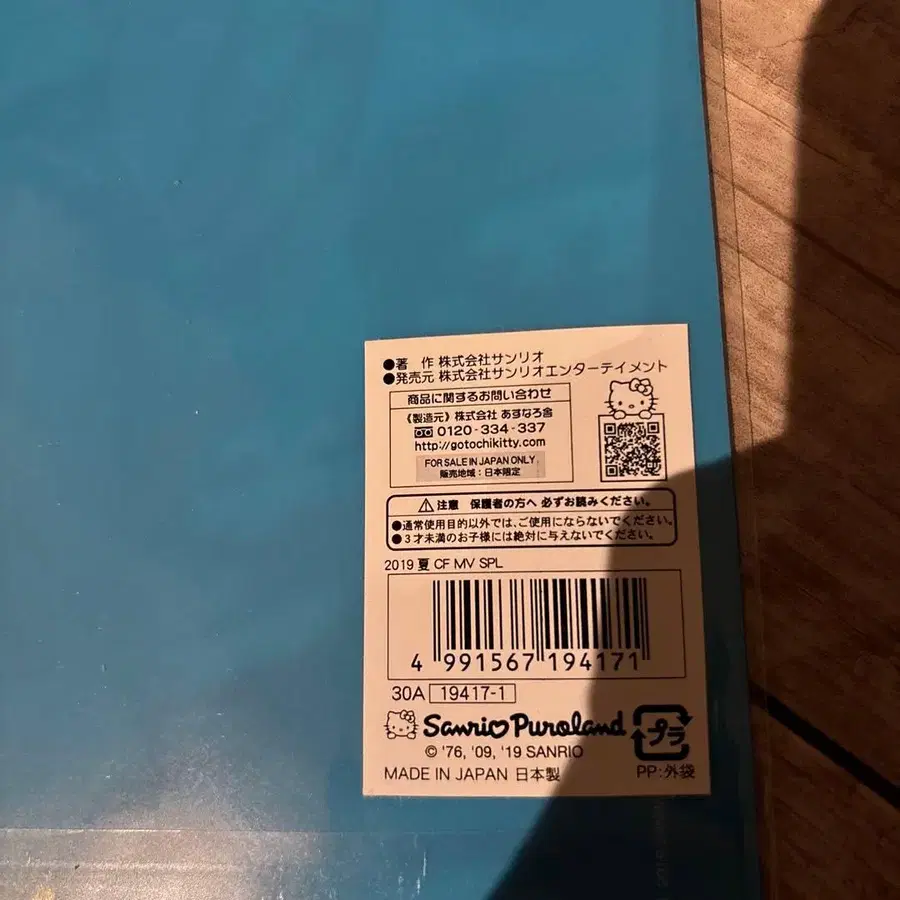 ●著 作 株式会社サンリオ
●発売元 株式会社サンリオエンターテイメント
商品に関するお問い合わせ
《製造元》株式会社 あすなろ舎
0120-334-337
http://gotochikitty.com
FOR SALE IN JAPAN ONLY
販売地域:日本限定
注意 保護者の方へ 必ずお読みください。
●通常使用目的以外では、ご使用にならないでください。
●3才未満のお子様には絶対に与えないでください。
2019 夏 CF MV SPL
4 991567 194171
30A 19417-1
Sanrio Puroland
© '76, '09, '19 SANRIO
MADE IN JAPAN 日本製
プラ
PP:外袋